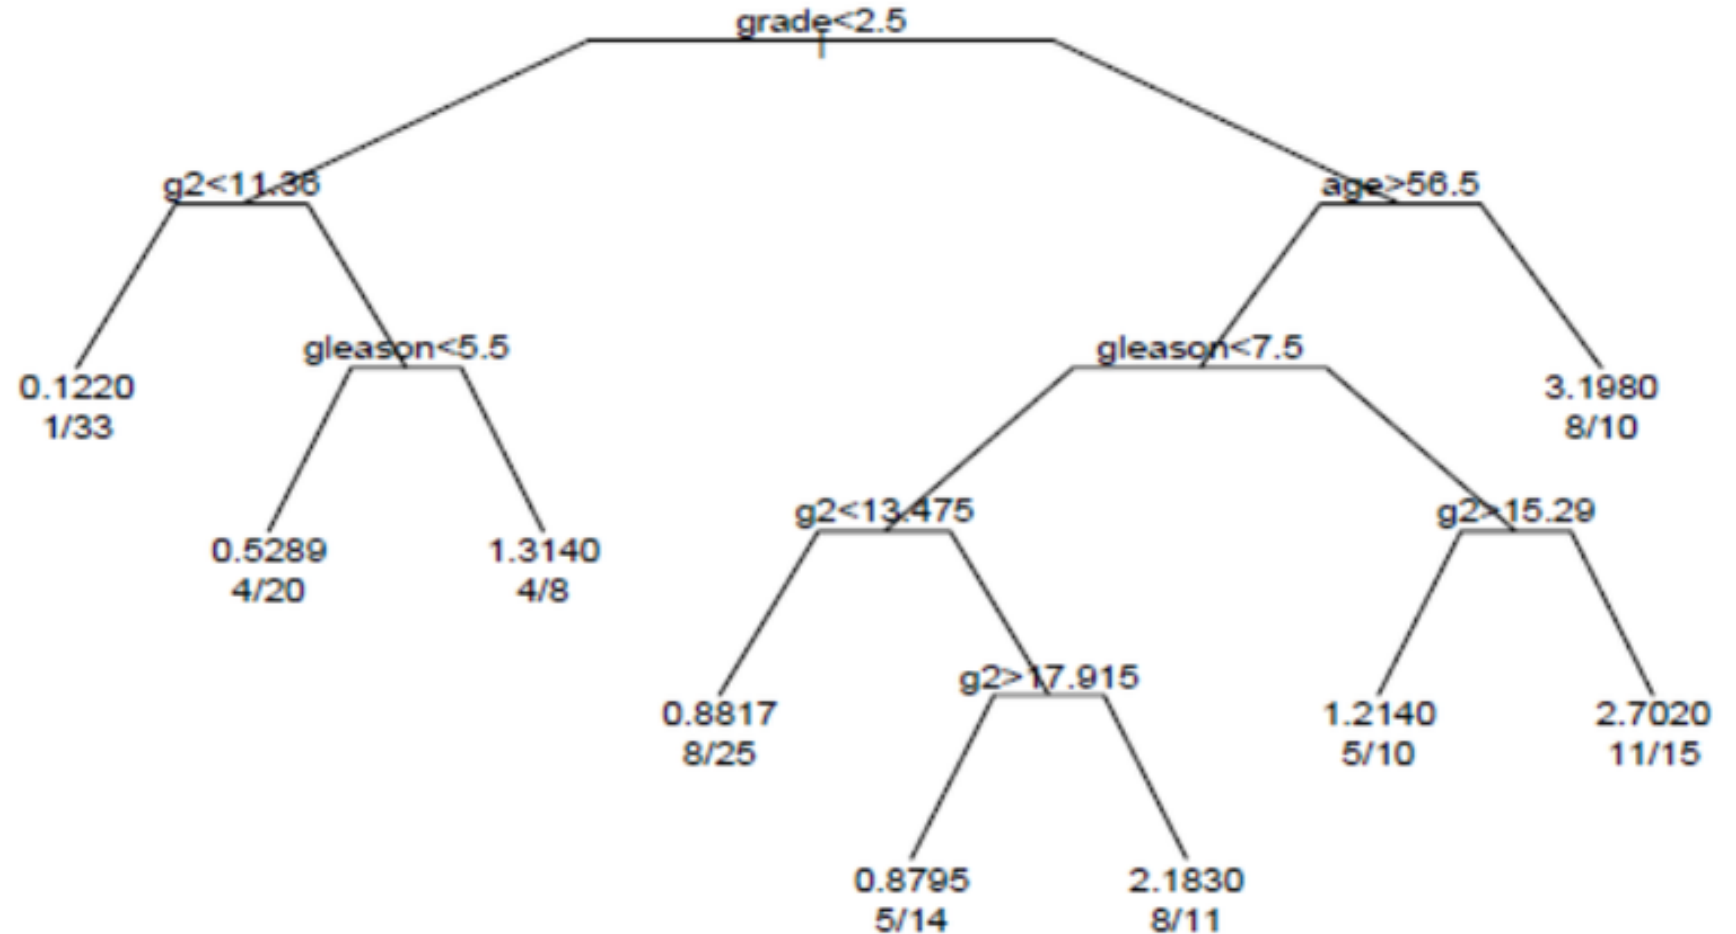 grade<2.5
g2<11.36
age>56.5
gleason<5.5
gleason<7.5
0.1220
1/33
3.1980
8/10
g2<13.475
g2>15.29
0.5289
4/20
1.3140
4/8
g2>17.915
0.8817
8/25
1.2140
5/10
2.7020
11/15
0.8795
5/14
2.1830
8/11